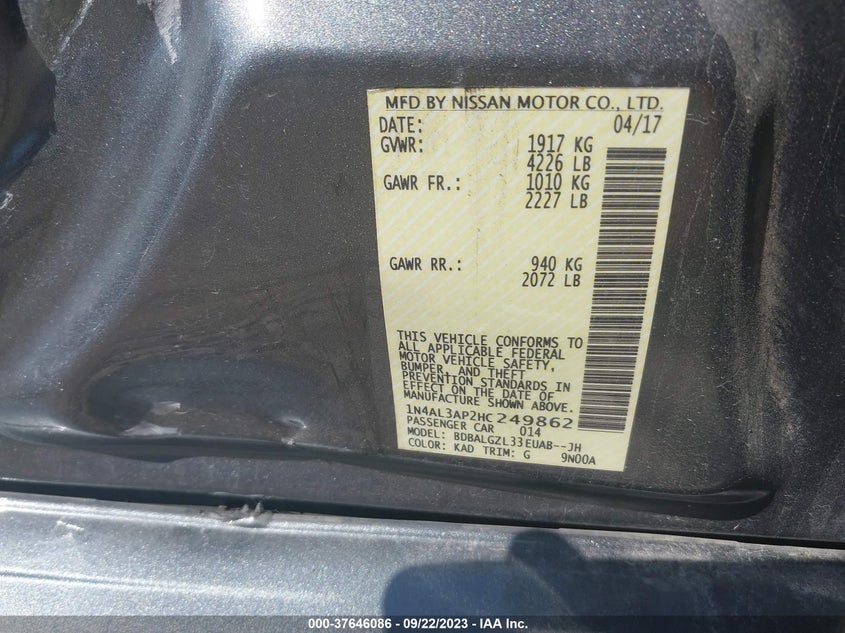 MFD BY NISSAN MOTOR CO., LTD.
DATE: 04/17
GVWR: 1917 KG
4226 LB
GAWR FR.: 1010 KG
2227 LB
GAWR RR.: 940 KG
2072 LB
THIS VEHICLE CONFORMS TO
ALL APPLICABLE FEDERAL
MOTOR VEHICLE SAFETY,
BUMPER, AND THEFT
PREVENTION STANDARDS IN
EFFECT ON THE DATE OF
MANUFACTURE SHOWN ABOVE.
1N4AL3AP2HC249862
PASSENGER CAR 014
MODEL: BDBALGZL33EUAB--JH
COLOR: KAD TRIM: G 9N00A
000-37646086 - 09/22/2023 - IAA Inc.